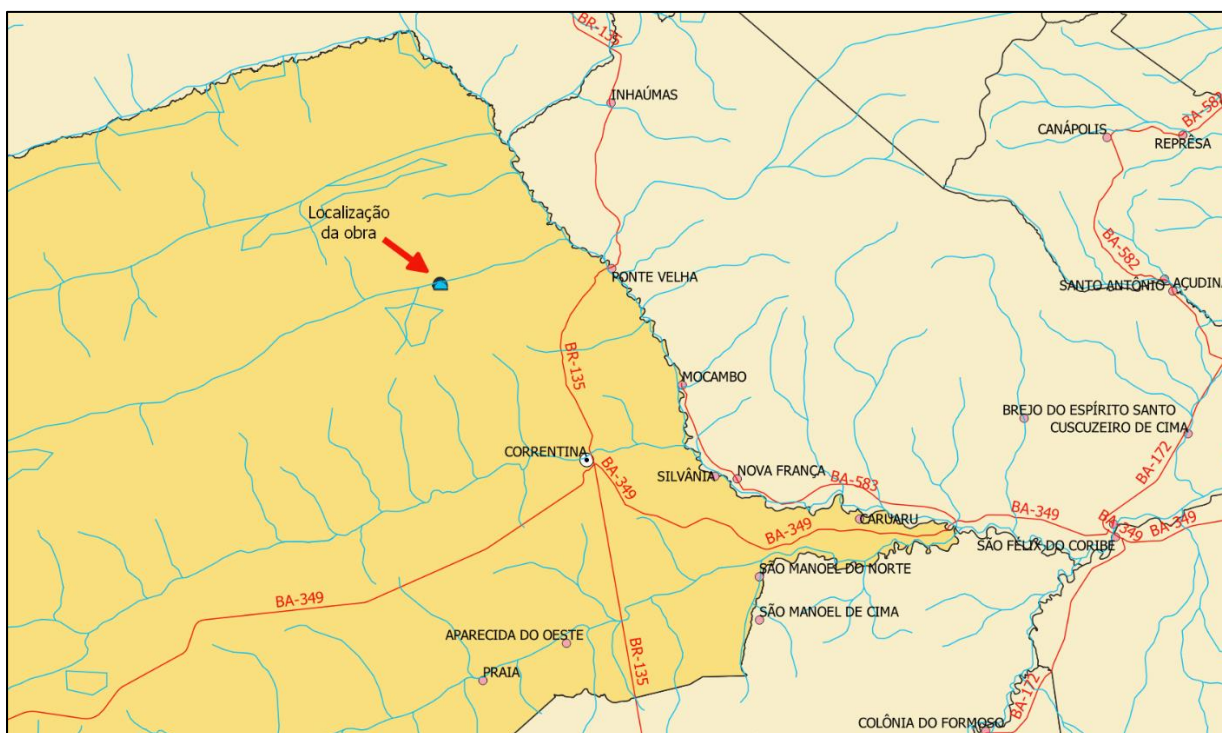 BR-135
INHAÚMAS
BA-582
CANÁPOLIS
REPRÊSA
Localização
da obra
BA-582
PONTE VELHA
SANTO ANTÔNIO
AÇUDINA
BR-135
MOCAMBO
BREJO DO ESPÍRITO SANTO
CUSCUZEIRO DE CIMA
CORRENTINA
BA-349
SILVÂNIA
NOVA FRANÇA
BA-583
BA-172
CARUARU
BA-349
BA-349
BA-349
BA-349
SÃO FÉLIX DO CORIBE
SÃO MANOEL DO NORTE
BA-349
SÃO MANOEL DE CIMA
APARECIDA DO OESTE
BR-135
PRAIA
BA-172
COLÔNIA DO FORMOSO